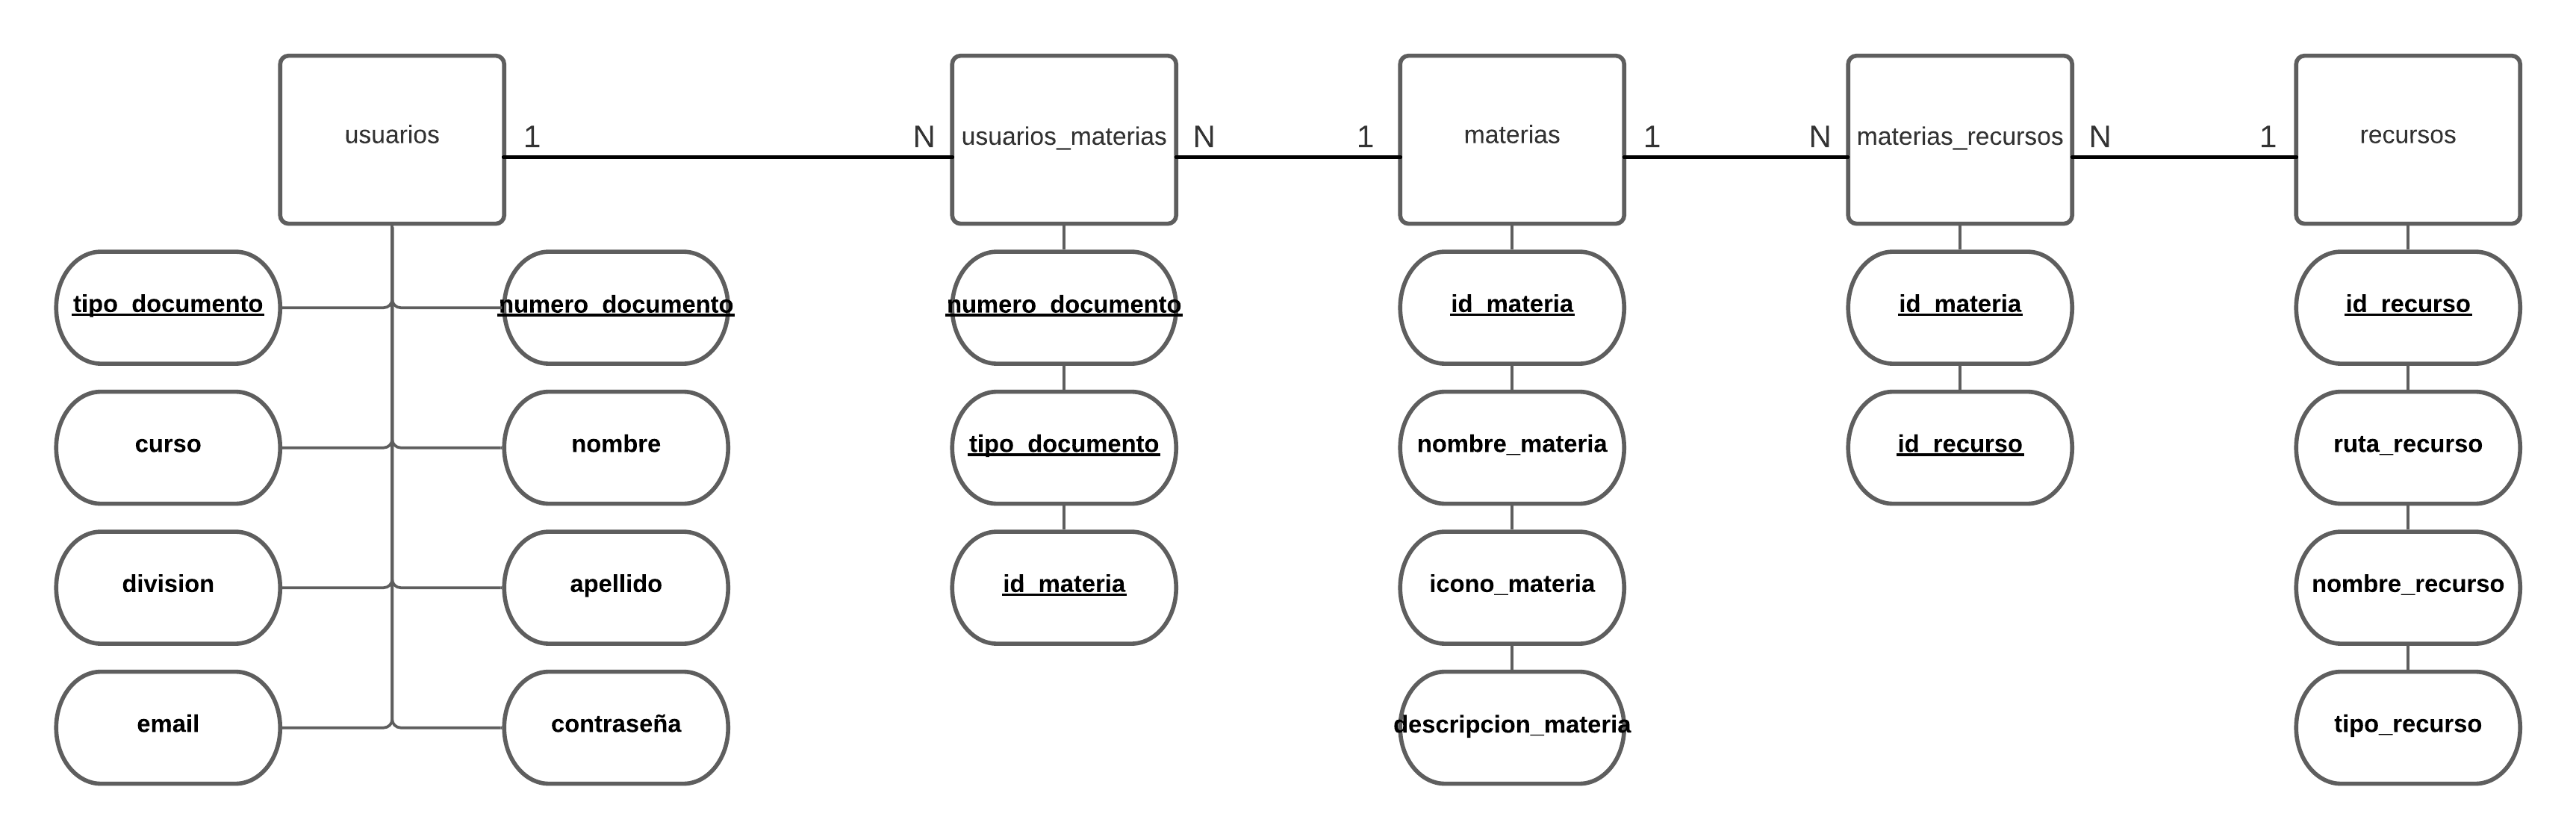 usuarios
1
N
usuarios_materias
N
1
materias
1
N
materias_recursos
N
1
recursos
tipo_documento
numero_documento
numero_documento
id_materia
id_materia
id_recurso
curso
nombre
tipo_documento
nombre_materia
id_recurso
ruta_recurso
division
apellido
id_materia
icono_materia
nombre_recurso
email
contraseña
descripcion_materia
tipo_recurso